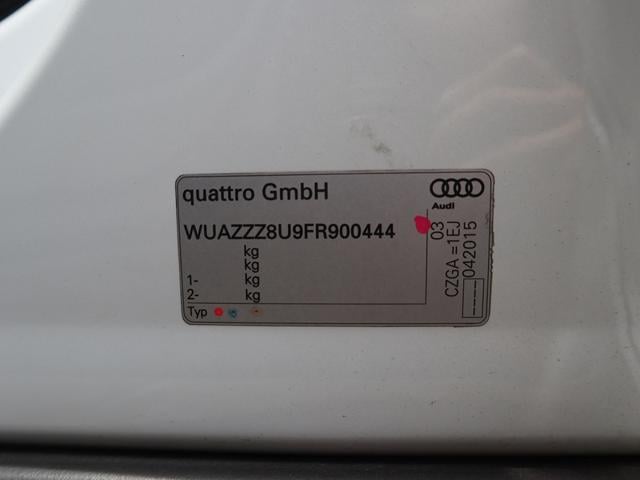 quattro GmbH
Audi
WUAZZZ8U9FR900444
kg
kg
1- kg
2- kg
Typ
03
CZGA =1EJ
042015